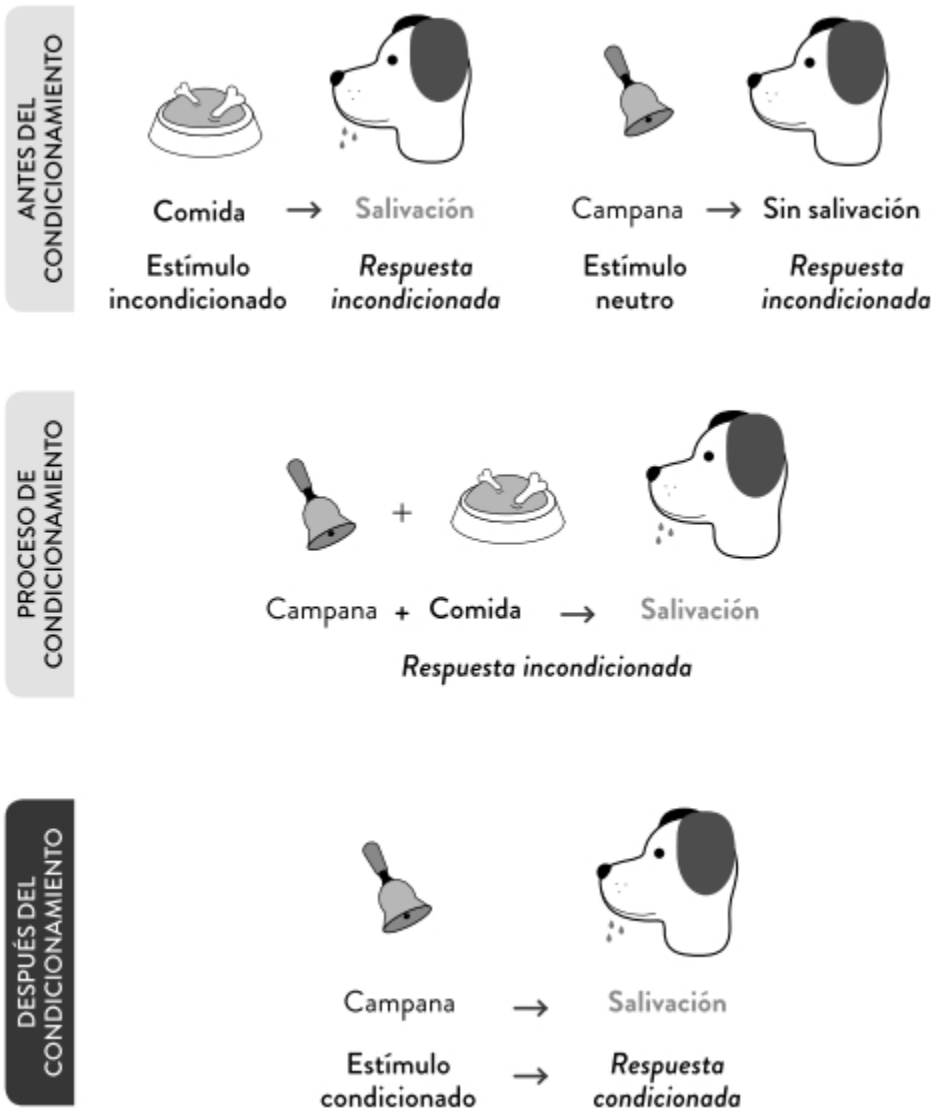 ANTES DEL
CONDICIONAMIENTO
Comida → Salivación
Estímulo
incondicionado
Respuesta
incondicionada
Campana → Sin salivación
Estímulo
neutro
Respuesta
incondicionada
PROCESO DE
CONDICIONAMIENTO
+
Campana + Comida → Salivación
Respuesta incondicionada
DESPUÉS DEL
CONDICIONAMIENTO
Campana → Salivación
Estímulo
condicionado
→
Respuesta
condicionada